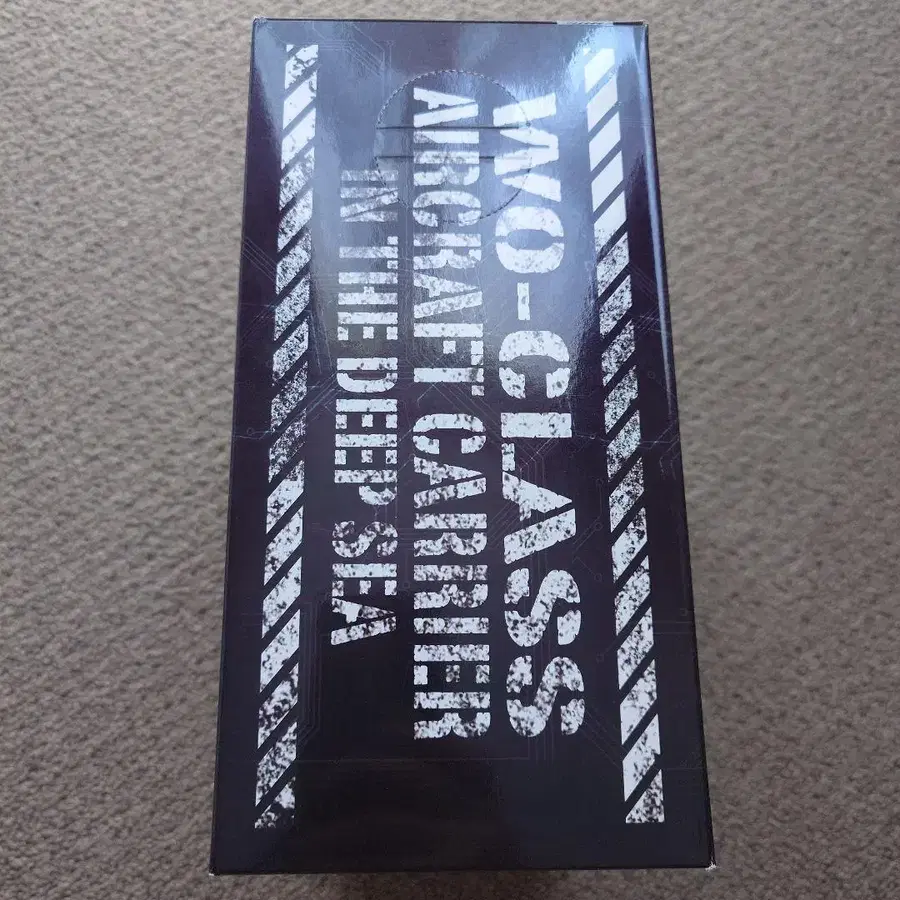 WO-CLASS
AIRCRAFT CARRIER
IN THE DEEP SEA